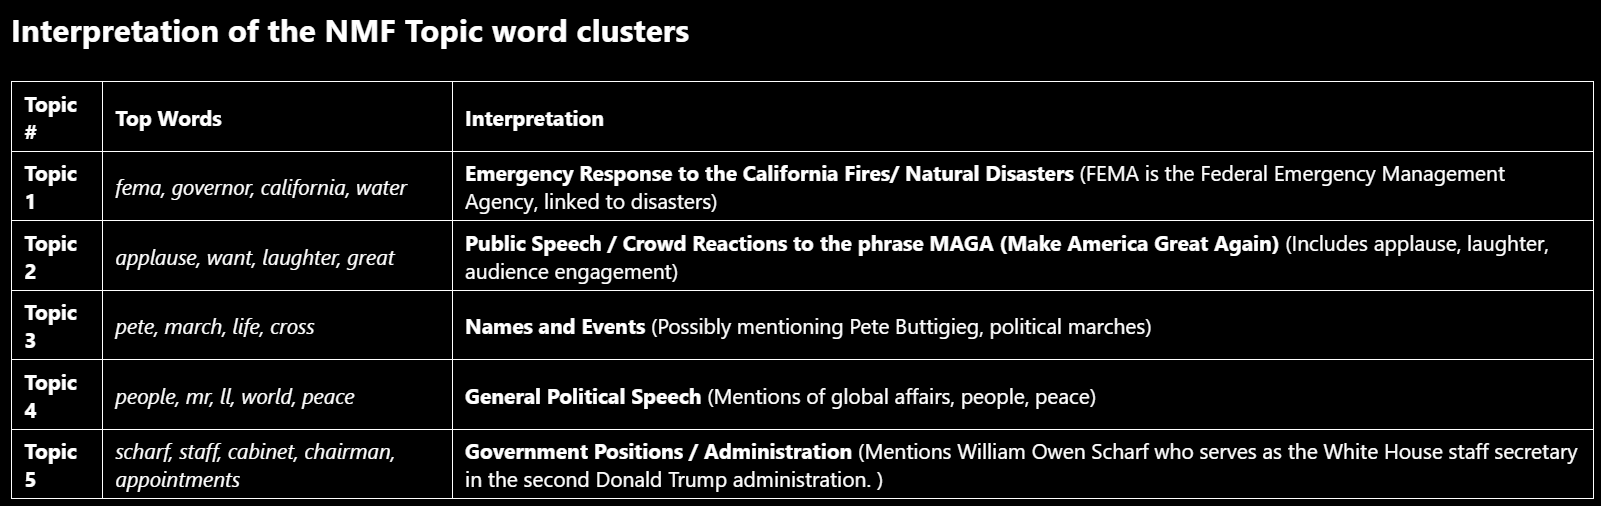 Interpretation of the NMF Topic word clusters
Topic
#
Top Words
Interpretation
Topic
1
fema, governor, california, water
Emergency Response to the California Fires/ Natural Disasters (FEMA is the Federal Emergency Management
Agency, linked to disasters)
Topic
2
applause, want, laughter, great
Public Speech / Crowd Reactions to the phrase MAGA (Make America Great Again) (Includes applause, laughter,
audience engagement)
Topic
3
pete, march, life, cross
Names and Events (Possibly mentioning Pete Buttigieg, political marches)
Topic
4
people, mr, ll, world, peace
General Political Speech (Mentions of global affairs, people, peace)
Topic
5
scharf, staff, cabinet, chairman,
appointments
Government Positions / Administration (Mentions William Owen Scharf who serves as the White House staff secretary
in the second Donald Trump administration. )